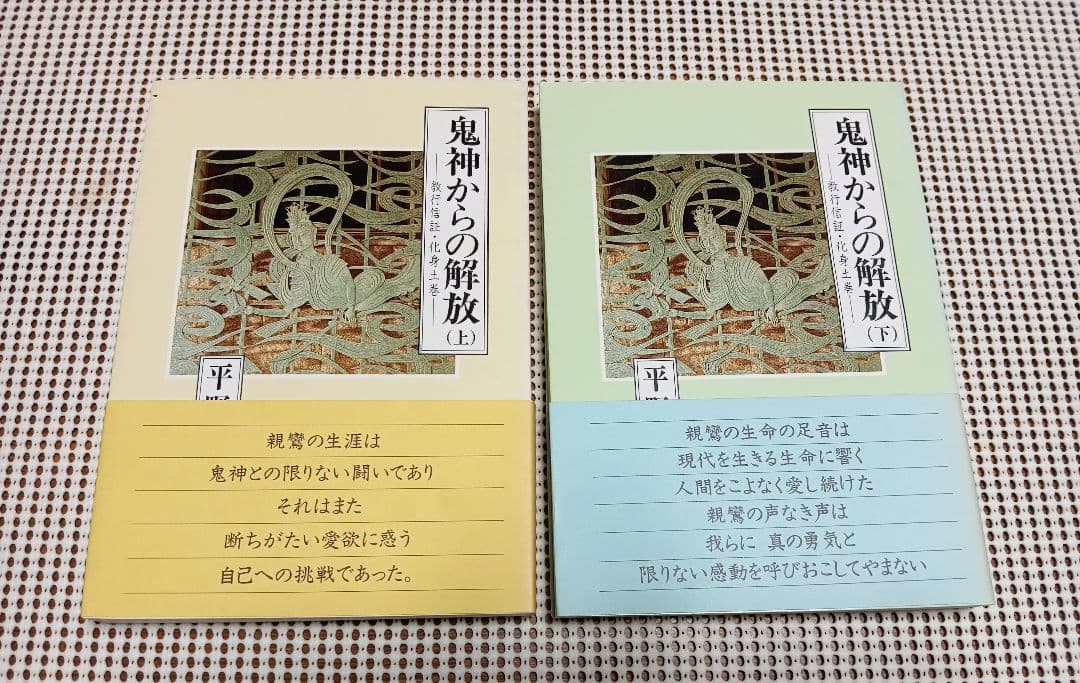 鬼神からの解放(上)
―教行信証・化身土巻―
平野
親鸞の生涯は
鬼神との限りない闘いであり
それはまた
断ちがたい愛欲に惑う
自己への挑戦であった。
鬼神からの解放(下)
―教行信証・化身土巻―
平野
親鸞の生命の足音は
現代を生きる生命に響く
人間をこよなく愛し続けた
親鸞の声なき声は
我らに 真の勇気と
限りない感動を呼びおこしてやまない